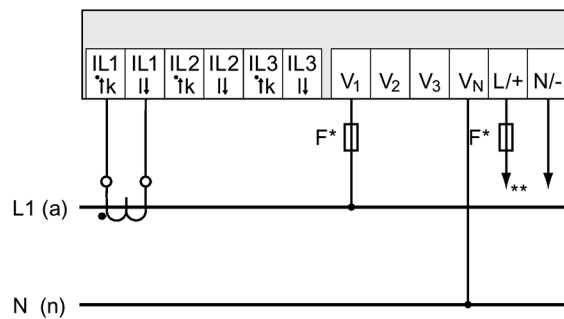 IL1 IL1 IL2 IL2 IL3 IL3 V1 V2 V3 VN L/+ N/-
k l k l k l
F* F*
**
L1 (a)
N (n)